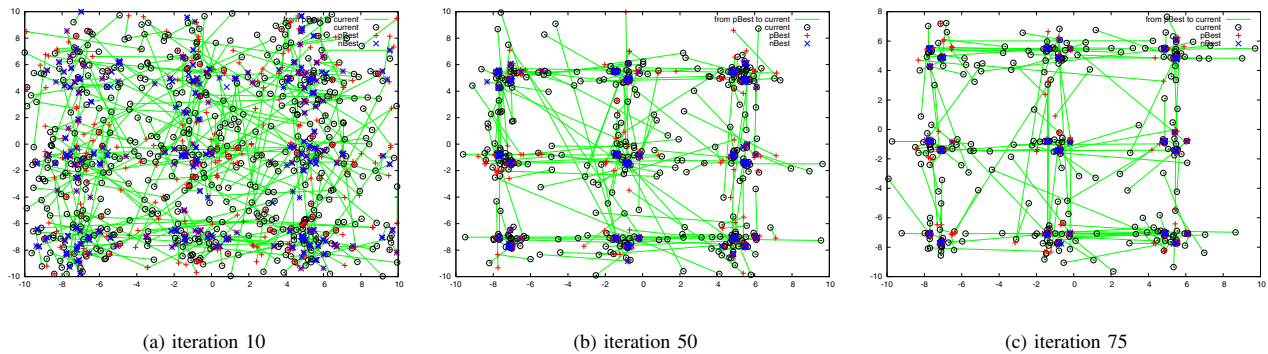 10
8
6
4
2
0
-2
-4
-6
-8
-10
-10 -8 -6 -4 -2 0 2 4 6 8 10
from pBest to current
current
pBest
nBest
(a) iteration 10
10
8
6
4
2
0
-2
-4
-6
-8
-10
-10 -8 -6 -4 -2 0 2 4 6 8 10
from pBest to current
current
pBest
nBest
(b) iteration 50
8
6
4
2
0
-2
-4
-6
-8
-10
-10 -8 -6 -4 -2 0 2 4 6 8 10
from pBest to current
current
pBest
nBest
(c) iteration 75